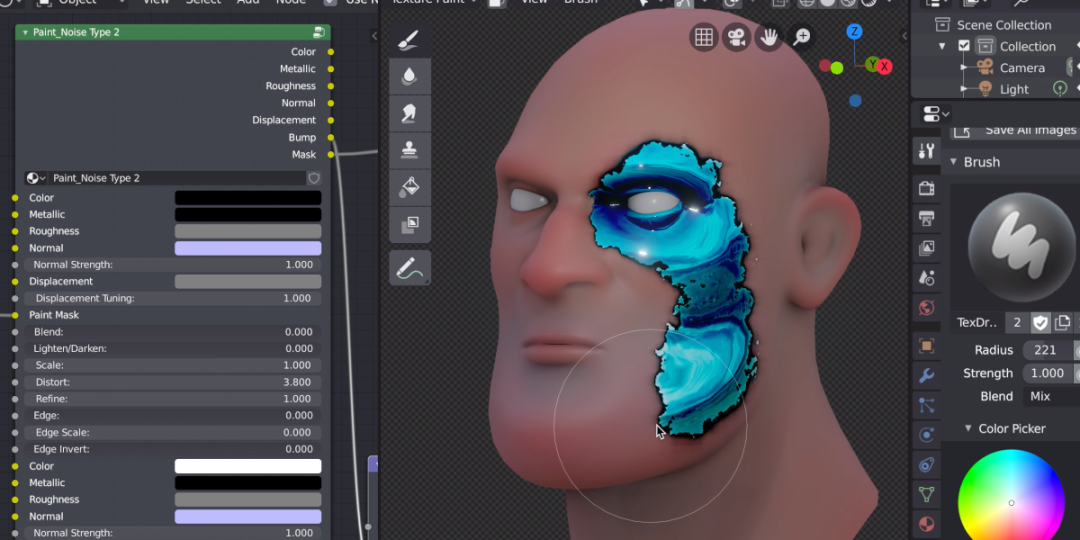 Object
View
Select
Add
Node
Use N
Paint_Noise Type 2
Color
Metallic
Roughness
Normal
Displacement
Bump
Mask
Paint_Noise Type 2
Color
Metallic
Roughness
Normal
Normal Strength: 1.000
Displacement
Displacement Tuning: 1.000
Paint Mask
Blend: 0.000
Lighten/Darken: 0.000
Scale: 1.000
Distort: 3.800
Refine: 1.000
Edge: 0.000
Edge Scale: 0.000
Edge Invert: 0.000
Color
Metallic
Roughness
Normal
Normal Strength: 1.000
Texture Paint
View
Brush
Z
Y
X
Scene Collection
Collection
Camera
Light
Save All Images
Brush
TexDr.. 2
Radius 221
Strength 1.000
Blend Mix
Color Picker